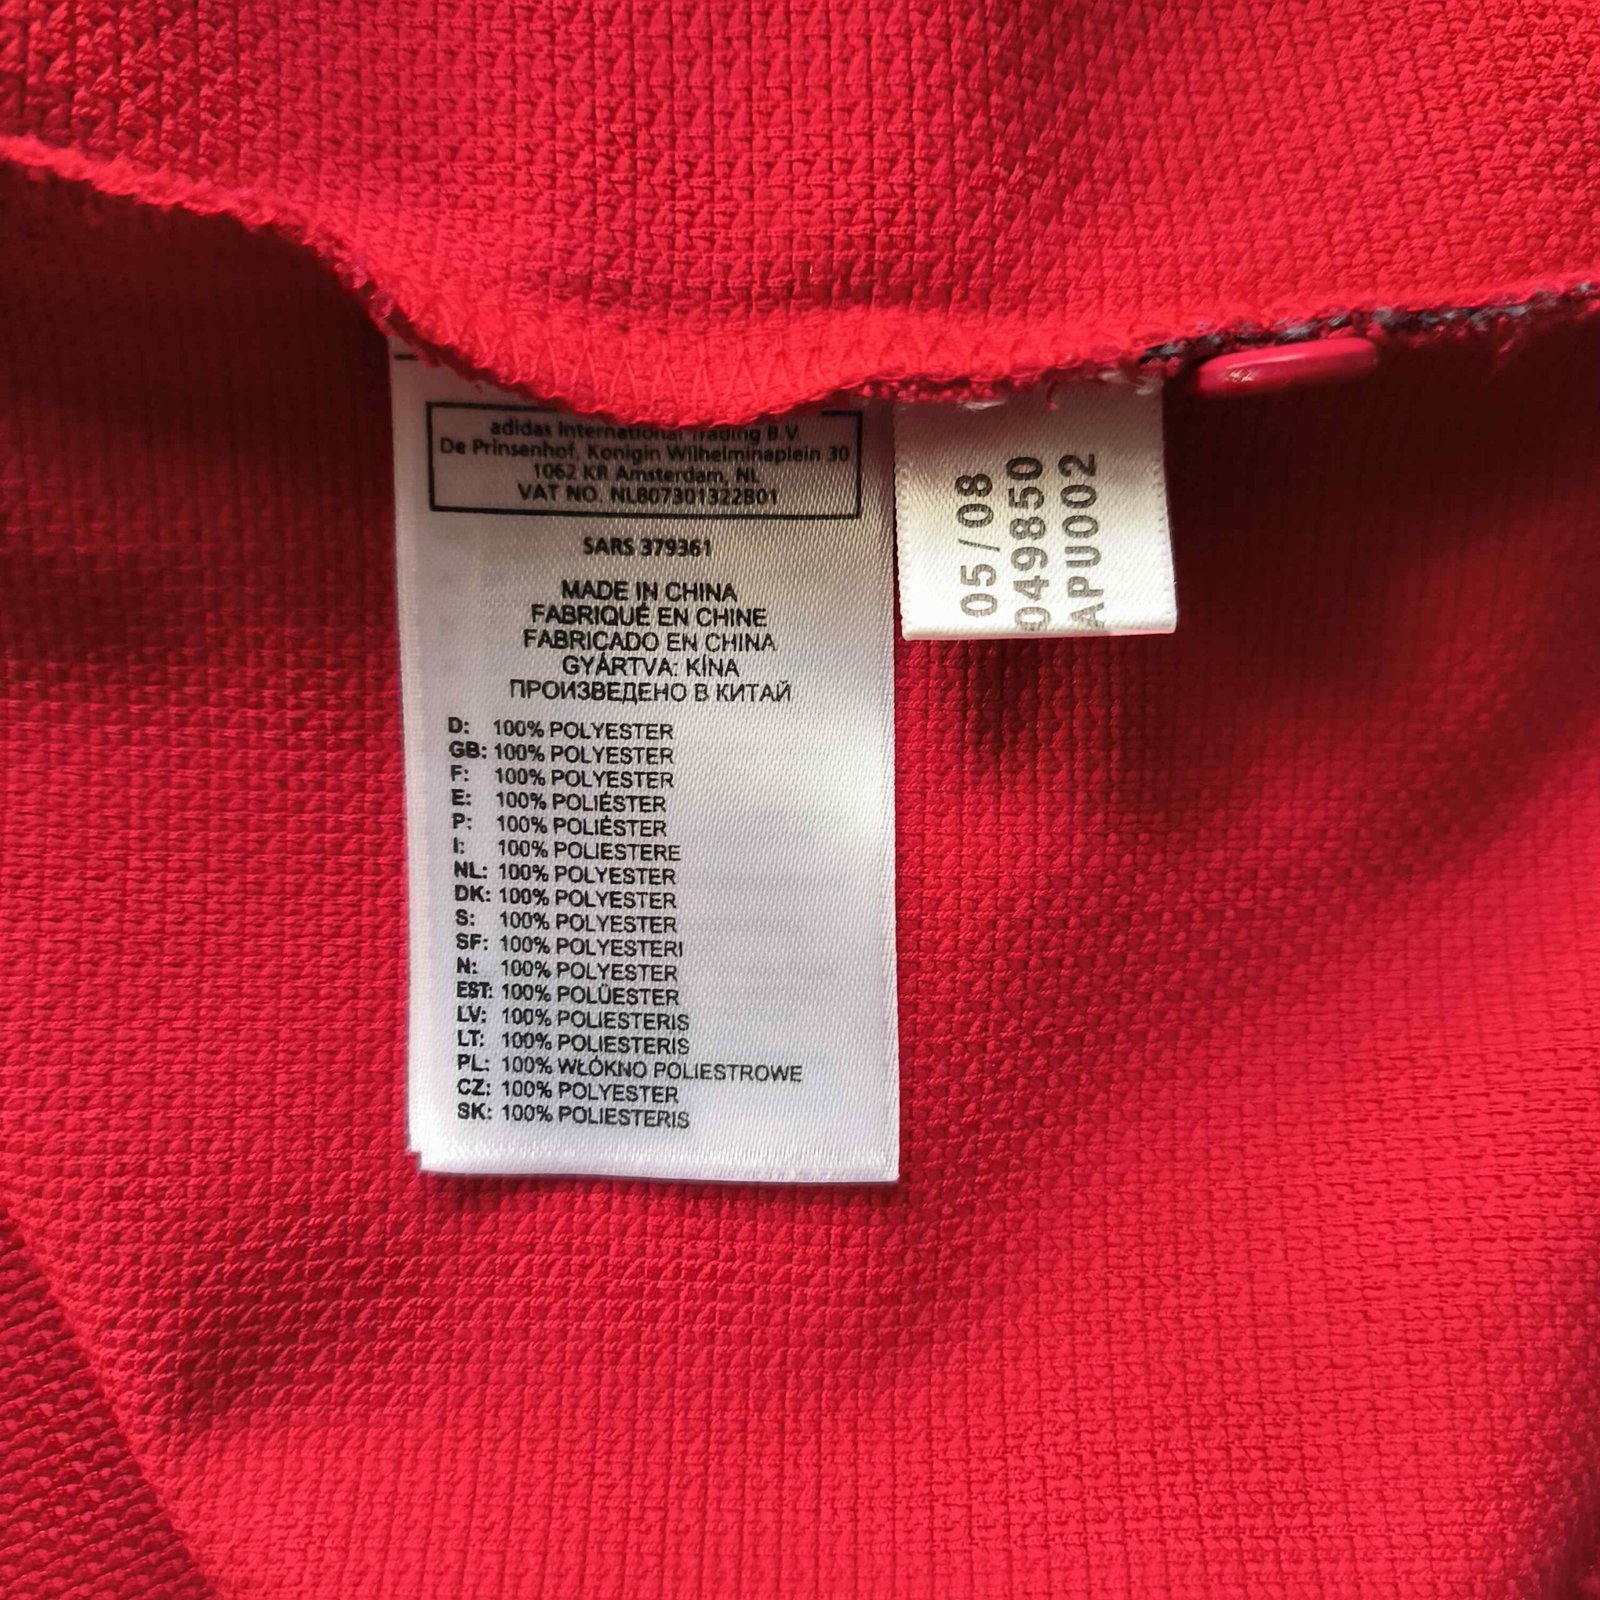 adidas International Trading B.V.
De Prinsenhof, Konigin Wilhelminaplein 30
1062 KR Amsterdam, NL
VAT NO. NL807301322B01
SARS 379361
MADE IN CHINA
FABRIQUÉ EN CHINE
FABRICADO EN CHINA
GYÁRTVA: KÍNA
ПРОИЗВЕДЕНО В КИТАЙ
D: 100% POLYESTER
GB: 100% POLYESTER
F: 100% POLYESTER
E: 100% POLIÉSTER
P: 100% POLIÉSTER
I: 100% POLIESTERE
NL: 100% POLYESTER
DK: 100% POLYESTER
S: 100% POLYESTER
SF: 100% POLYESTERI
N: 100% POLYESTER
EST: 100% POLÜESTER
LV: 100% POLIESTERIS
LT: 100% POLIESTERIS
PL: 100% WŁÓKNO POLIESTROWE
CZ: 100% POLYESTER
SK: 100% POLIESTERIS
05/08
049850
APU002